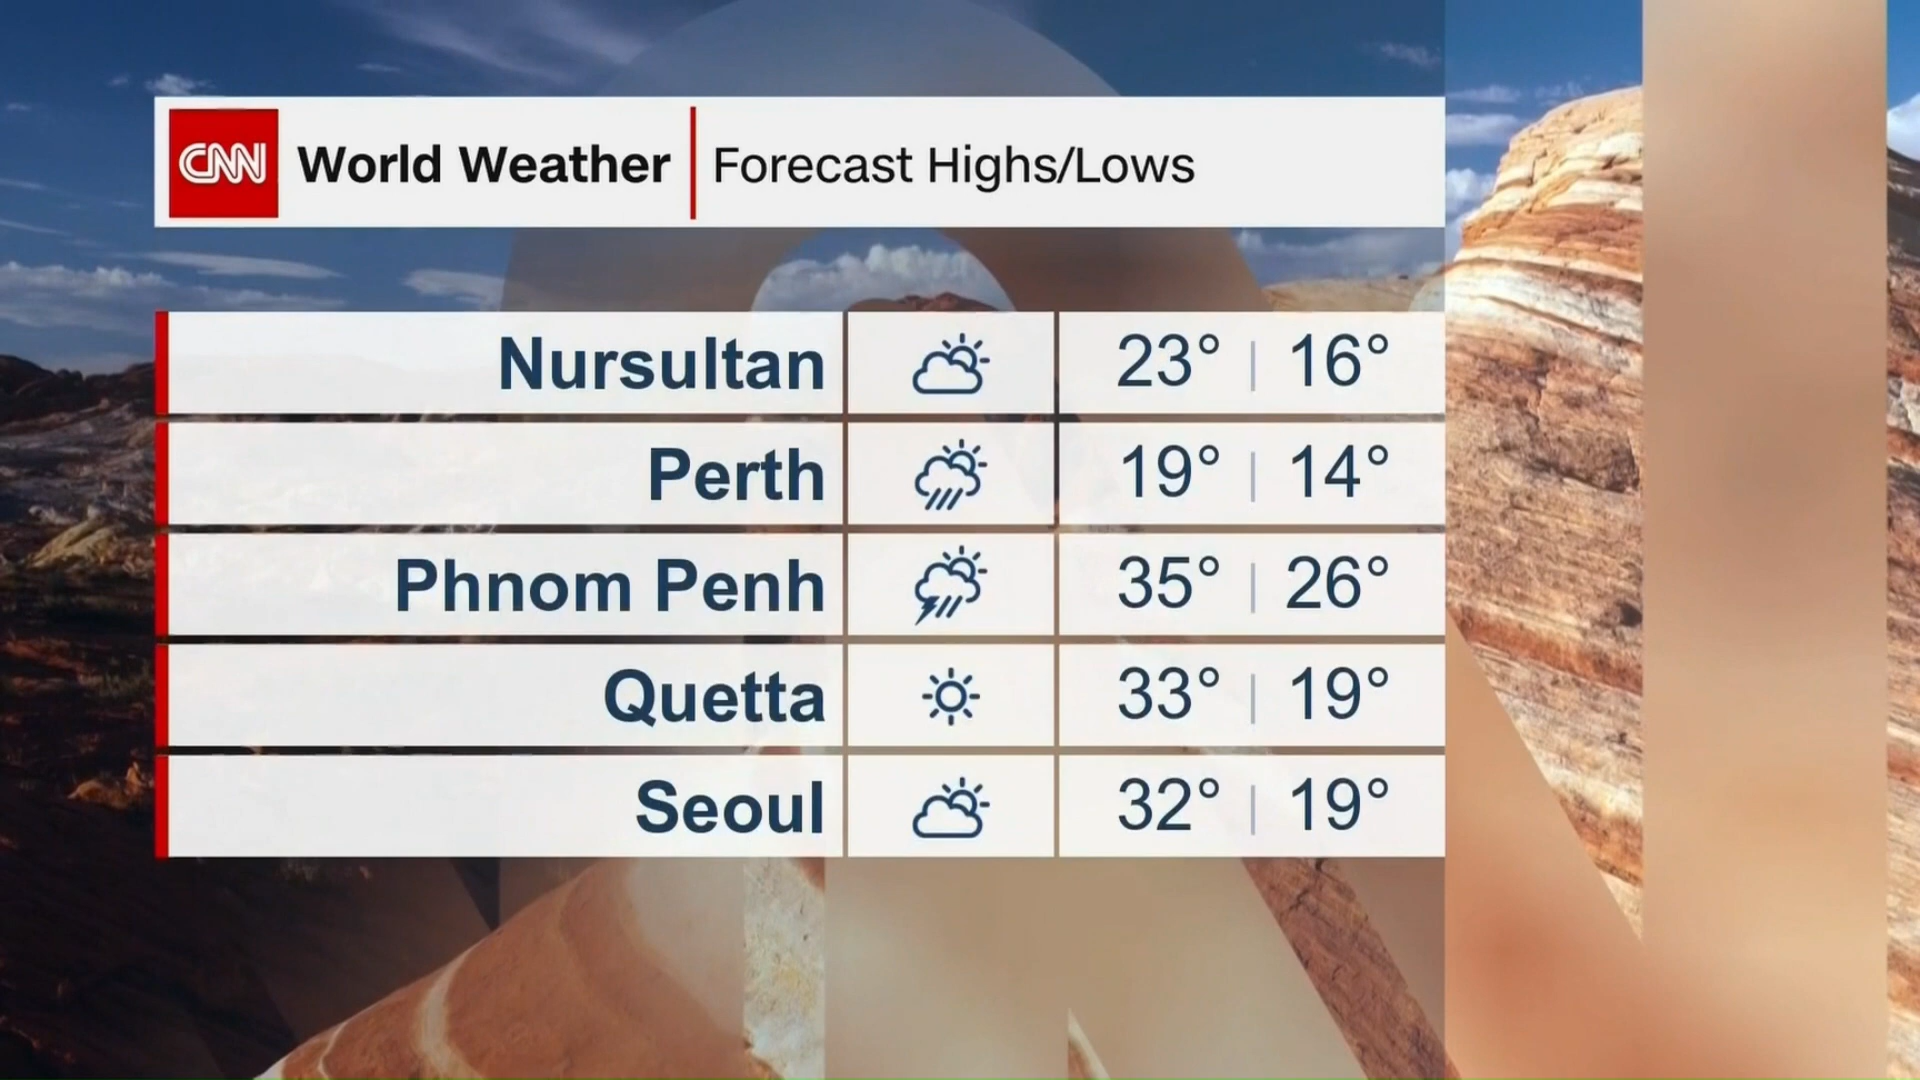 CNN World Weather | Forecast Highs/Lows
Nursultan 23° | 16°
Perth 19° | 14°
Phnom Penh 35° | 26°
Quetta 33° | 19°
Seoul 32° | 19°